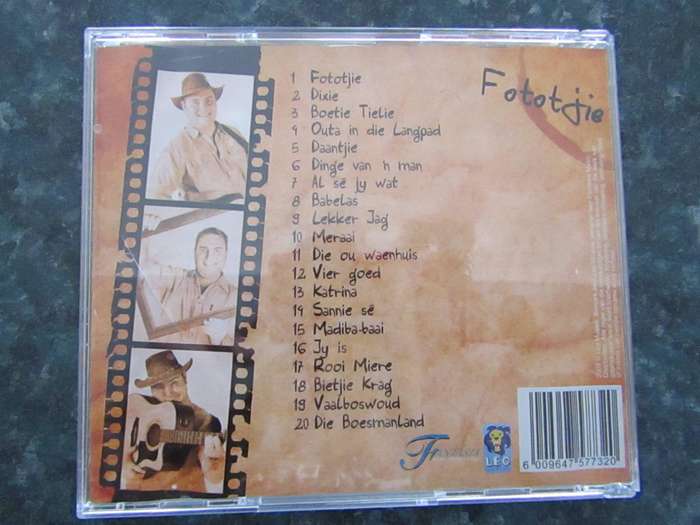 Fototjie
1 Fototjie
2 Dixie
3 Boetie Tielie
4 Outa in die Langpad
5 Daantjie
6 Dinge van 'n man
7 Al sê jy wat
8 Babelas
9 Lekker Jag
10 Meraai
11 Die ou waenhuis
12 Vier goed
13 Katrina
14 Sannie sê
15 Madiba-baai
16 Jy is
17 Rooi Miere
18 Bietjie Krag
19 Vaalboswoud
20 Die Boesmanland
LEO
6 009647 577320